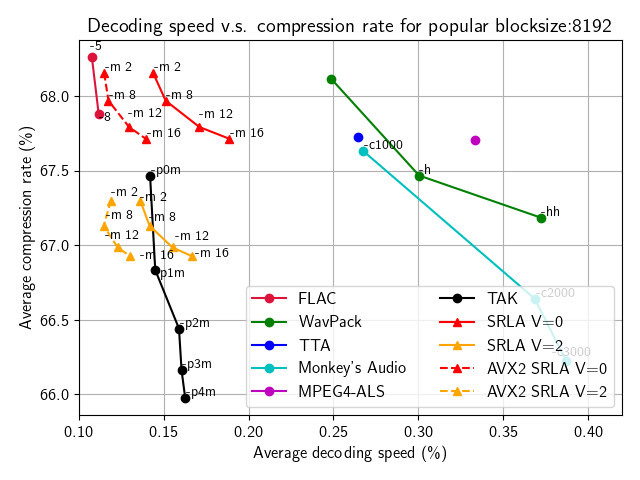 Decoding speed v.s. compression rate for popular blocksize:8192
Average compression rate (%)
68.0
67.5
67.0
66.5
66.0
-5
-8
-m 2
-m 8
-m 12
-m 16
-m 2
-m 8
-m 12
-m 16
-p0m
-p1m
-p2m
-p3m
-p4m
-m 2
-m 8
-m 12
-m 16
-m 2
-m 8
-m 12
-m 16
-c1000
-c2000
-c3000
-h
-hh
FLAC
WavPack
TTA
Monkey's Audio
MPEG4-ALS
TAK
SRLA V=0
SRLA V=2
AVX2 SRLA V=0
AVX2 SRLA V=2
0.10 0.15 0.20 0.25 0.30 0.35 0.40
Average decoding speed (%)